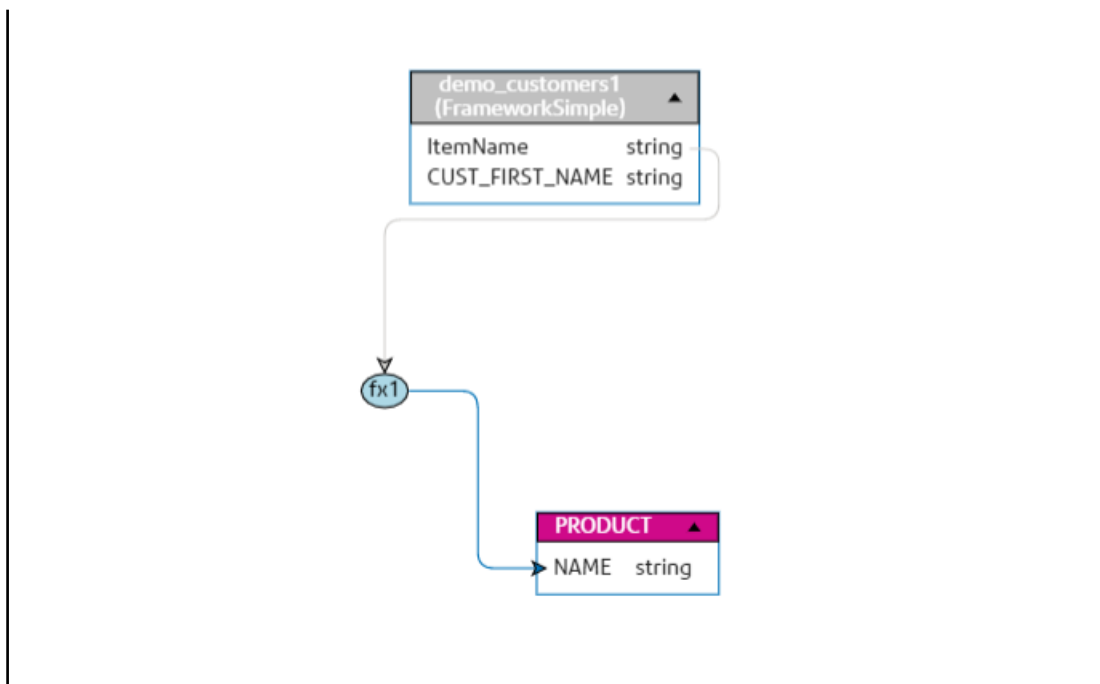 demo_customers1
(FrameworkSimple)
ItemName string
CUST_FIRST_NAME string
fx1
PRODUCT
NAME string